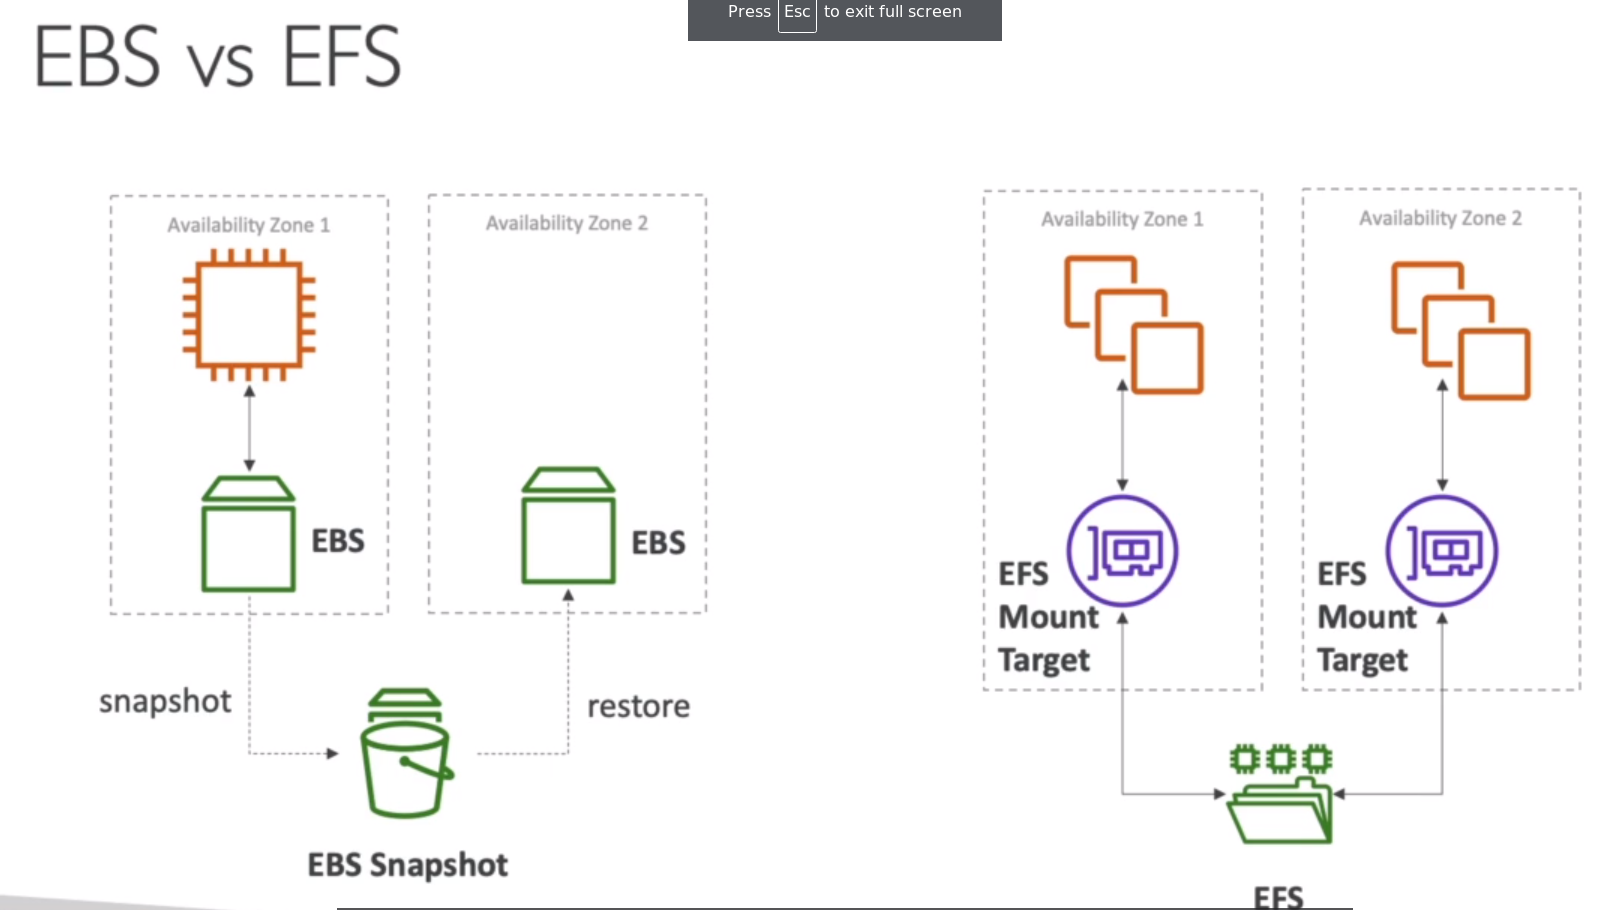 Press Esc to exit full screen
EBS vs EFS
Availability Zone 1
Availability Zone 2
EBS
EBS
snapshot
restore
EBS Snapshot
Availability Zone 1
Availability Zone 2
EFS
Mount
Target
EFS
Mount
Target
EFS